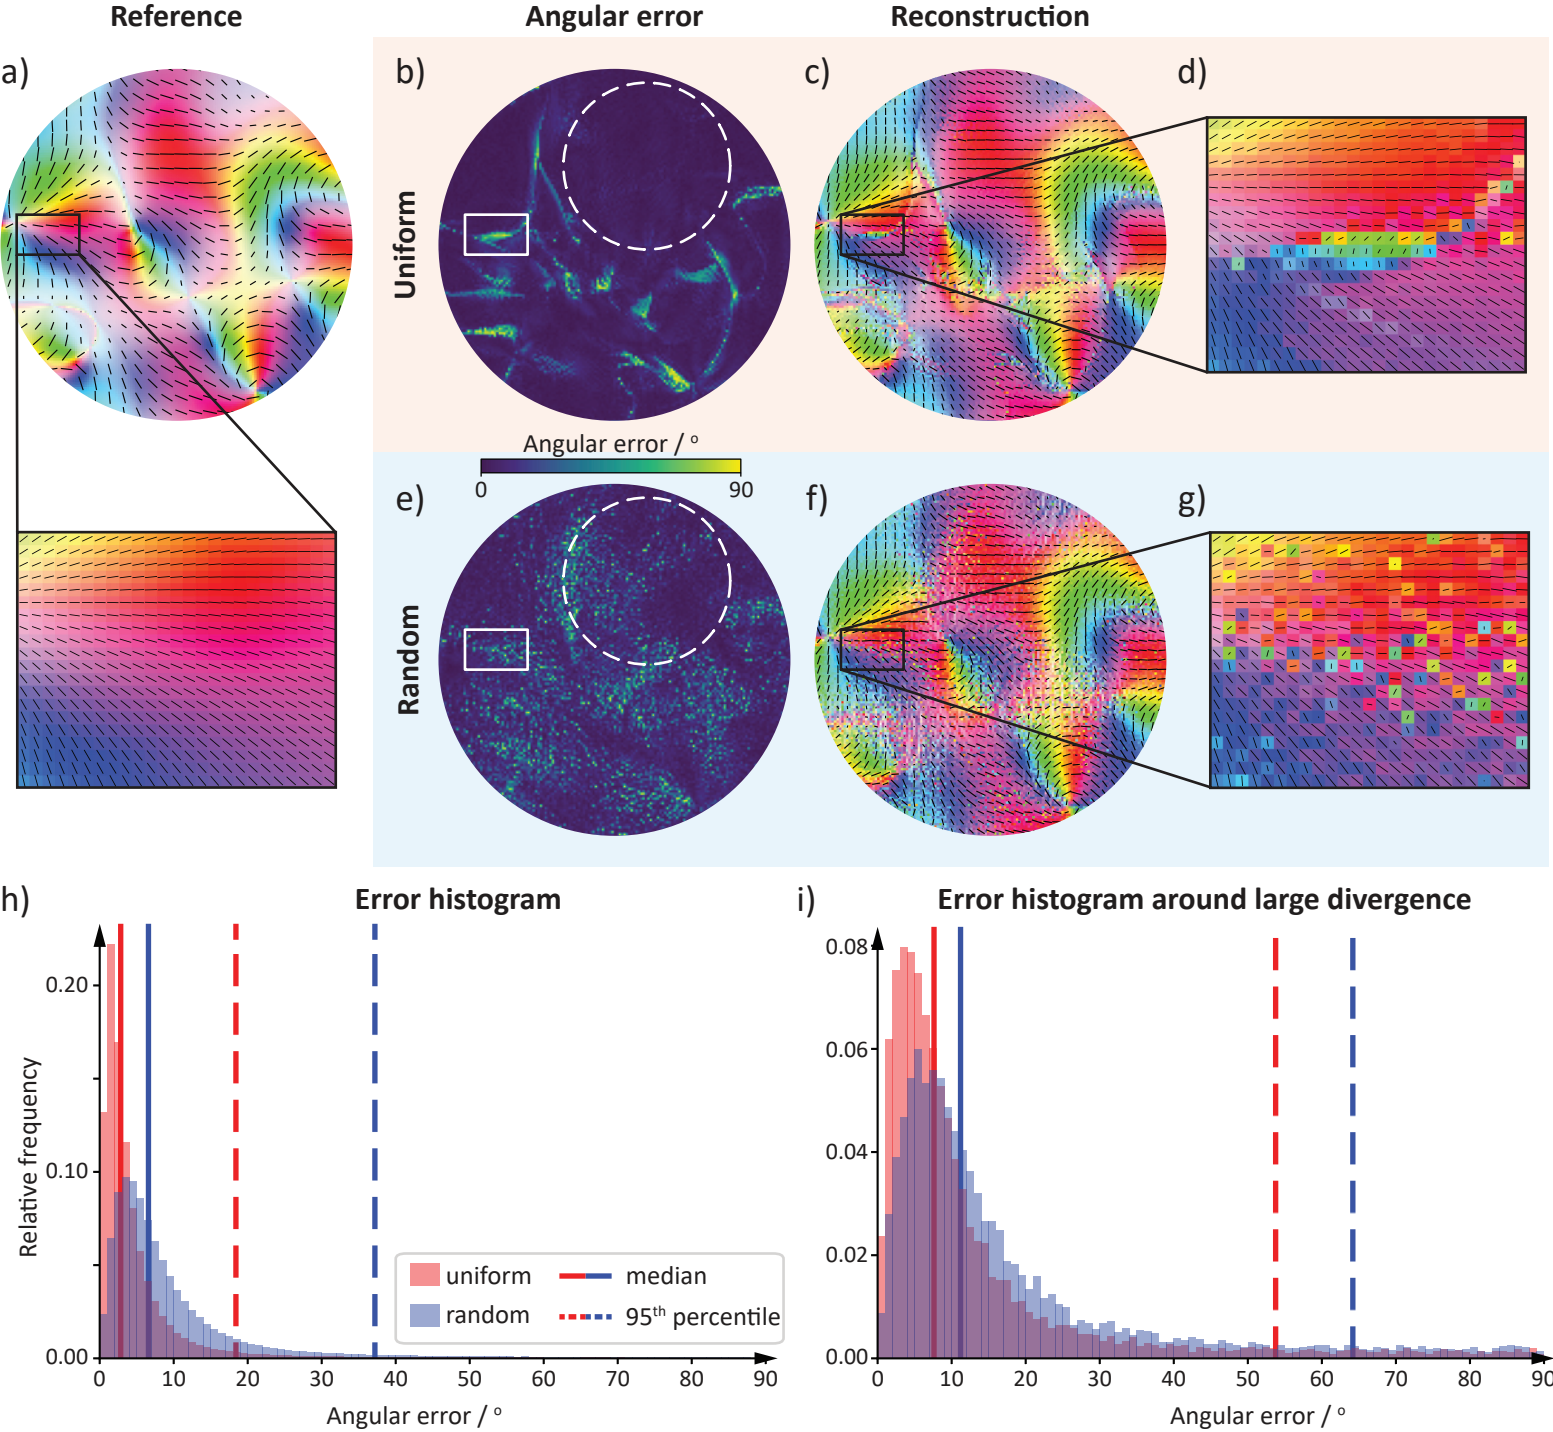 Reference
Angular error
Reconstruction
a)
b)
c)
d)
Uniform
Angular error / °
0
90
e)
f)
g)
Random
h)
Error histogram
i)
Error histogram around large divergence
Relative frequency
0.20
0.10
0.00
uniform
median
random
95th percentile
0
10
20
30
40
50
60
70
80
90
Angular error / °
0.08
0.06
0.04
0.02
0.00
0
10
20
30
40
50
60
70
80
90
Angular error / °